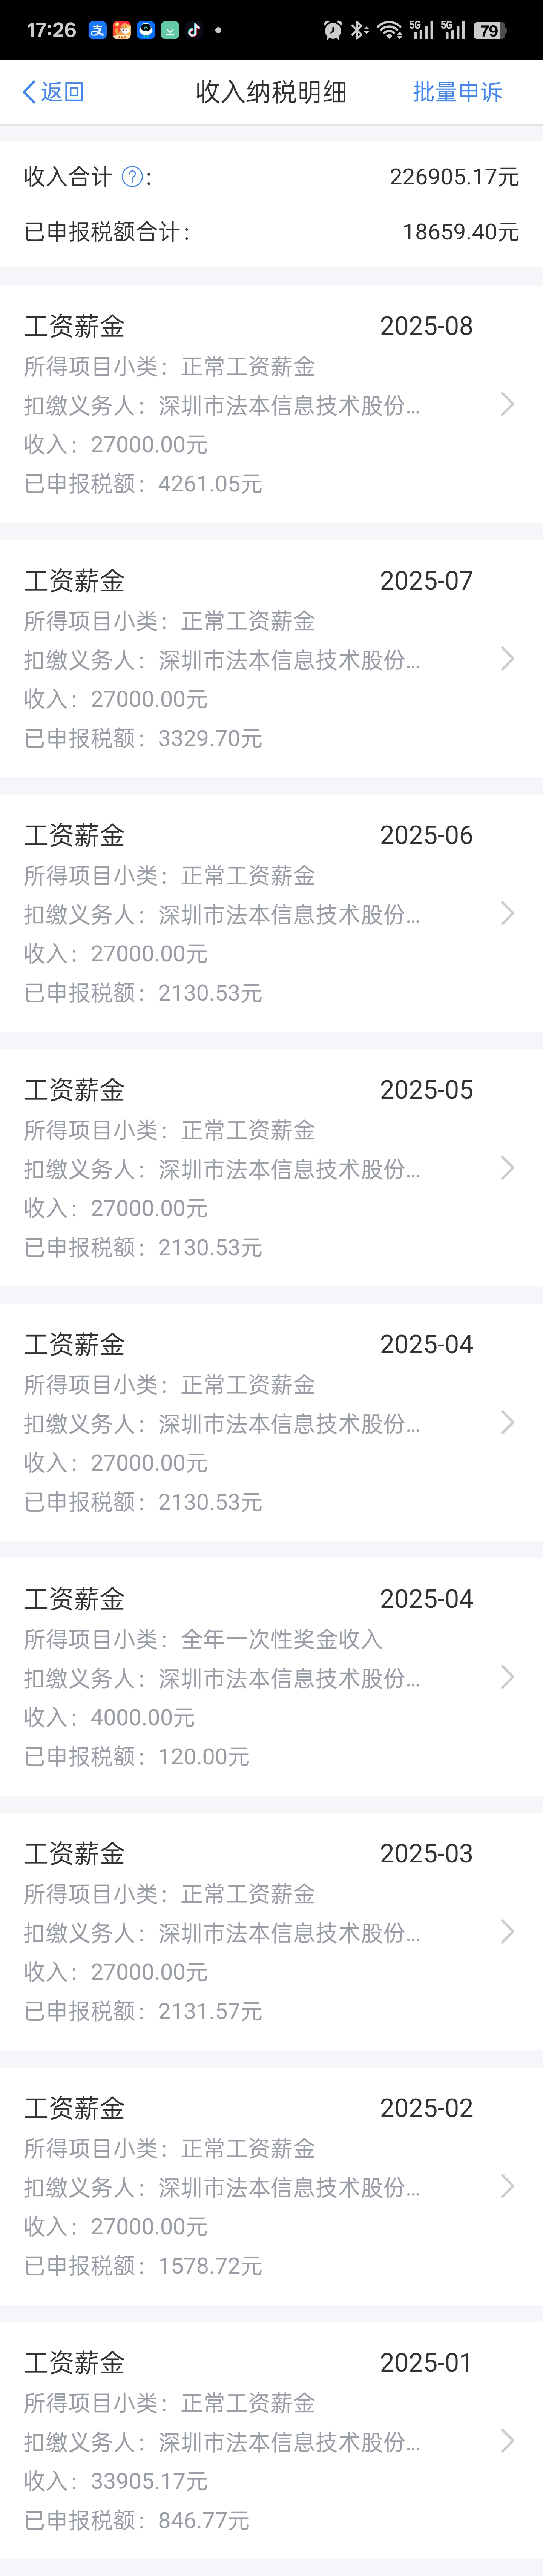 17:26
5G 5G 79
返回 收入纳税明细 批量申诉
收入合计 ?: 226905.17元
已申报税额合计: 18659.40元
工资薪金 2025-08
所得项目小类：正常工资薪金
扣缴义务人：深圳市法本信息技术股份...
收入：27000.00元
已申报税额：4261.05元
工资薪金 2025-07
所得项目小类：正常工资薪金
扣缴义务人：深圳市法本信息技术股份...
收入：27000.00元
已申报税额：3329.70元
工资薪金 2025-06
所得项目小类：正常工资薪金
扣缴义务人：深圳市法本信息技术股份...
收入：27000.00元
已申报税额：2130.53元
工资薪金 2025-05
所得项目小类：正常工资薪金
扣缴义务人：深圳市法本信息技术股份...
收入：27000.00元
已申报税额：2130.53元
工资薪金 2025-04
所得项目小类：正常工资薪金
扣缴义务人：深圳市法本信息技术股份...
收入：27000.00元
已申报税额：2130.53元
工资薪金 2025-04
所得项目小类：全年一次性奖金收入
扣缴义务人：深圳市法本信息技术股份...
收入：4000.00元
已申报税额：120.00元
工资薪金 2025-03
所得项目小类：正常工资薪金
扣缴义务人：深圳市法本信息技术股份...
收入：27000.00元
已申报税额：2131.57元
工资薪金 2025-02
所得项目小类：正常工资薪金
扣缴义务人：深圳市法本信息技术股份...
收入：27000.00元
已申报税额：1578.72元
工资薪金 2025-01
所得项目小类：正常工资薪金
扣缴义务人：深圳市法本信息技术股份...
收入：33905.17元
已申报税额：846.77元